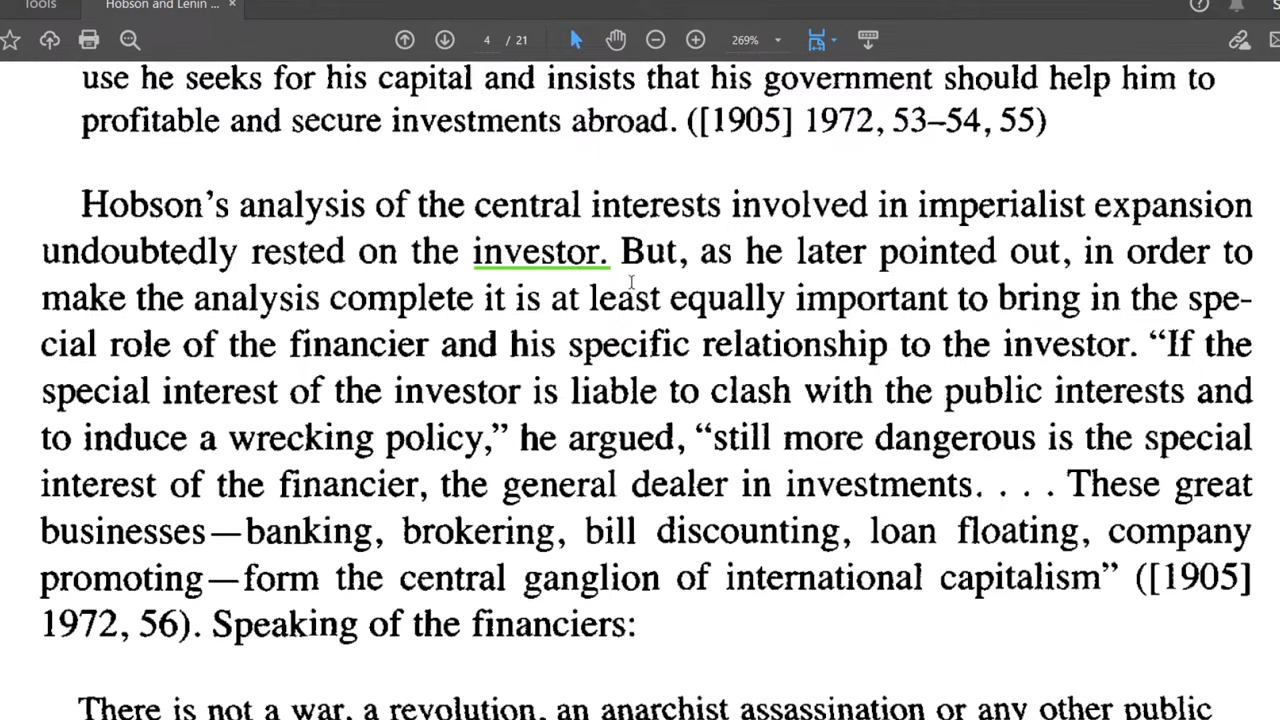 Tools
Hobson and Lenin ... ×
4 / 21
269%
use he seeks for his capital and insists that his government should help him to
profitable and secure investments abroad. ([1905] 1972, 53–54, 55)
Hobson's analysis of the central interests involved in imperialist expansion
undoubtedly rested on the investor. But, as he later pointed out, in order to
make the analysis complete it is at least equally important to bring in the spe-
cial role of the financier and his specific relationship to the investor. “If the
special interest of the investor is liable to clash with the public interests and
to induce a wrecking policy,” he argued, “still more dangerous is the special
interest of the financier, the general dealer in investments. . . . These great
businesses—banking, brokering, bill discounting, loan floating, company
promoting—form the central ganglion of international capitalism” ([1905]
1972, 56). Speaking of the financiers:
There is not a war, a revolution, an anarchist assassination or any other public